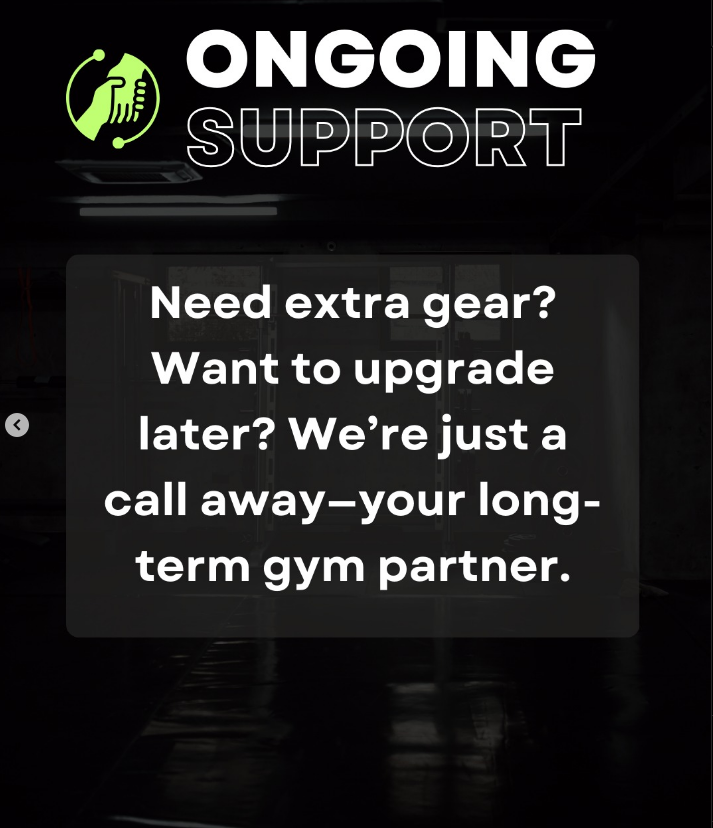 ONGOING
SUPPORT
Need extra gear?
Want to upgrade
later? We’re just a
call away—your long-
term gym partner.